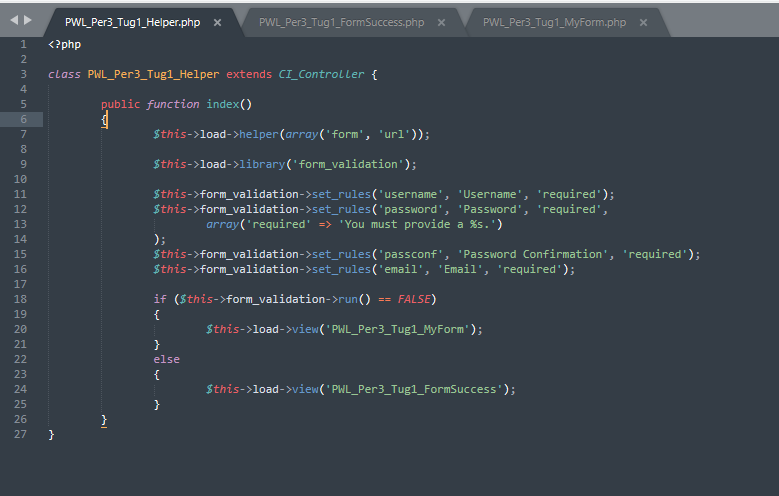 PWL_Per3_Tug1_Helper.php × PWL_Per3_Tug1_FormSuccess.php × PWL_Per3_Tug1_MyForm.php ×
1 <?php
2
3 class PWL_Per3_Tug1_Helper extends CI_Controller {
4
5 public function index()
6 {
7 $this->load->helper(array('form', 'url'));
8
9 $this->load->library('form_validation');
10
11 $this->form_validation->set_rules('username', 'Username', 'required');
12 $this->form_validation->set_rules('password', 'Password', 'required',
13 array('required' => 'You must provide a %s.')
14 );
15 $this->form_validation->set_rules('passconf', 'Password Confirmation', 'required');
16 $this->form_validation->set_rules('email', 'Email', 'required');
17
18 if ($this->form_validation->run() == FALSE)
19 {
20 $this->load->view('PWL_Per3_Tug1_MyForm');
21 }
22 else
23 {
24 $this->load->view('PWL_Per3_Tug1_FormSuccess');
25 }
26 }
27 }